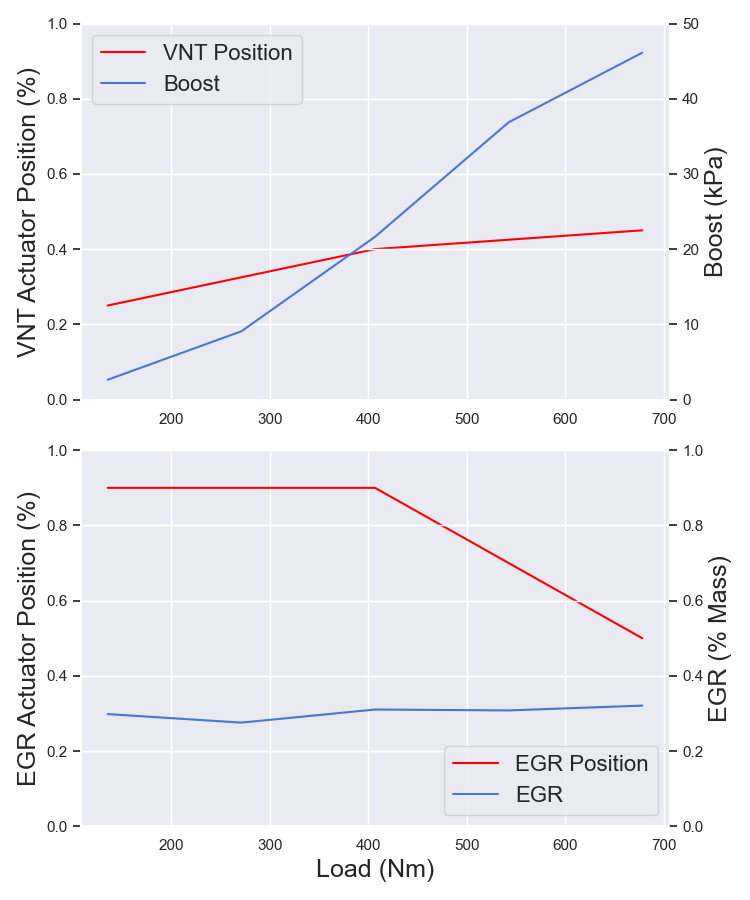 VNT Position
Boost
VNT Actuator Position (%)
1.0
0.8
0.6
0.4
0.2
0.0
50
40
30
20
10
0
Boost (kPa)
200 300 400 500 600 700
EGR Actuator Position (%)
1.0
0.8
0.6
0.4
0.2
0.0
1.0
0.8
0.6
0.4
0.2
0.0
EGR (% Mass)
EGR Position
EGR
200 300 400 500 600 700
Load (Nm)